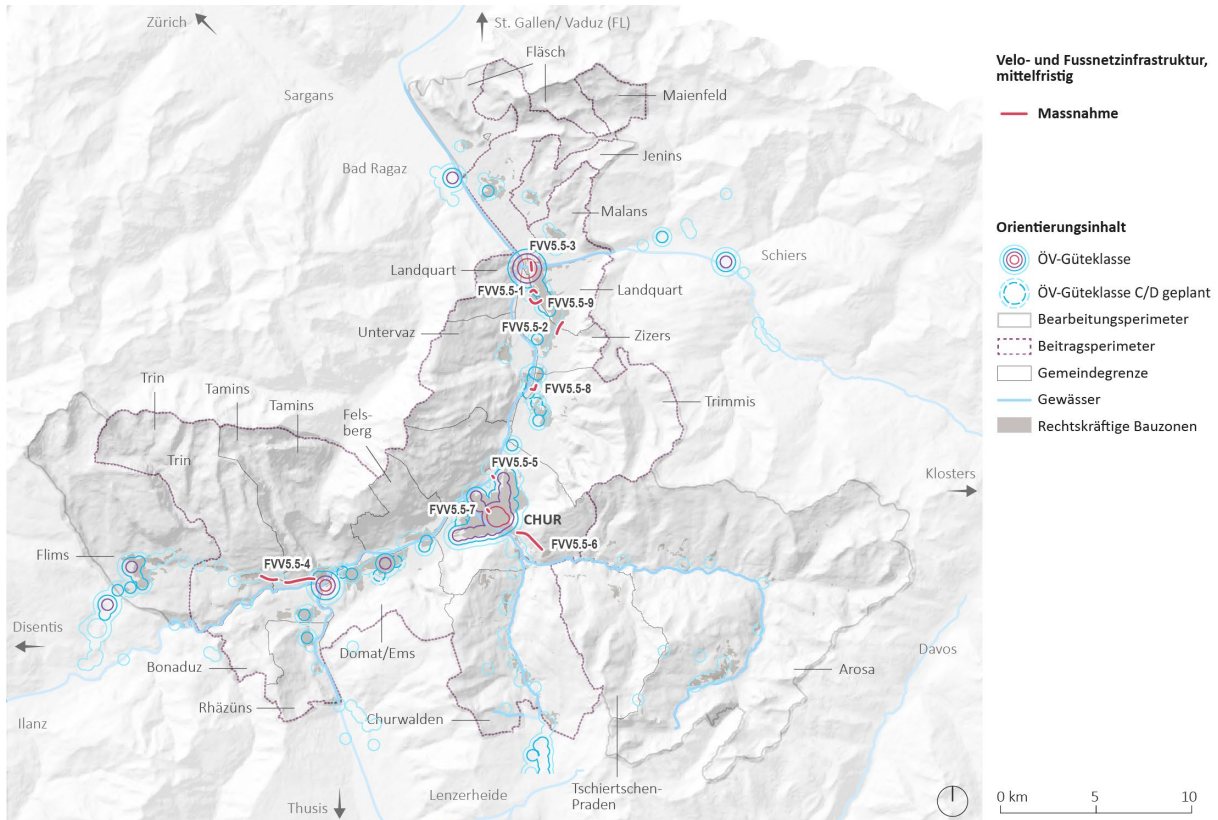 Zürich
St. Gallen/ Vaduz (FL)
Fläsch
Sargans
Maienfeld
Bad Ragaz
Jenins
Malans
FVV5.5-3
Landquart
Schiers
FVV5.5-1
Landquart
FVV5.5-9
Untervaz
FVV5.5-2
Zizers
Trin
Tamins
Tamins
Fels-
berg
FVV5.5-8
Trimmis
Trin
FVV5.5-5
Klosters
FVV5.5-7
CHUR
FVV5.5-6
Flims
FVV5.5-4
Disentis
Bonaduz
Domat/Ems
Davos
Arosa
Rhäzüns
Churwalden
Ilanz
Tschiertschen-
Praden
Thusis
Lenzerheide
Velo- und Fussnetzinfrastruktur,
mittelfristig
Massnahme
Orientierungsinhalt
ÖV-Güteklasse
ÖV-Güteklasse C/D geplant
Bearbeitungsperimeter
Beitragsperimeter
Gemeindegrenze
Gewässer
Rechtskräftige Bauzonen
0 km 5 10